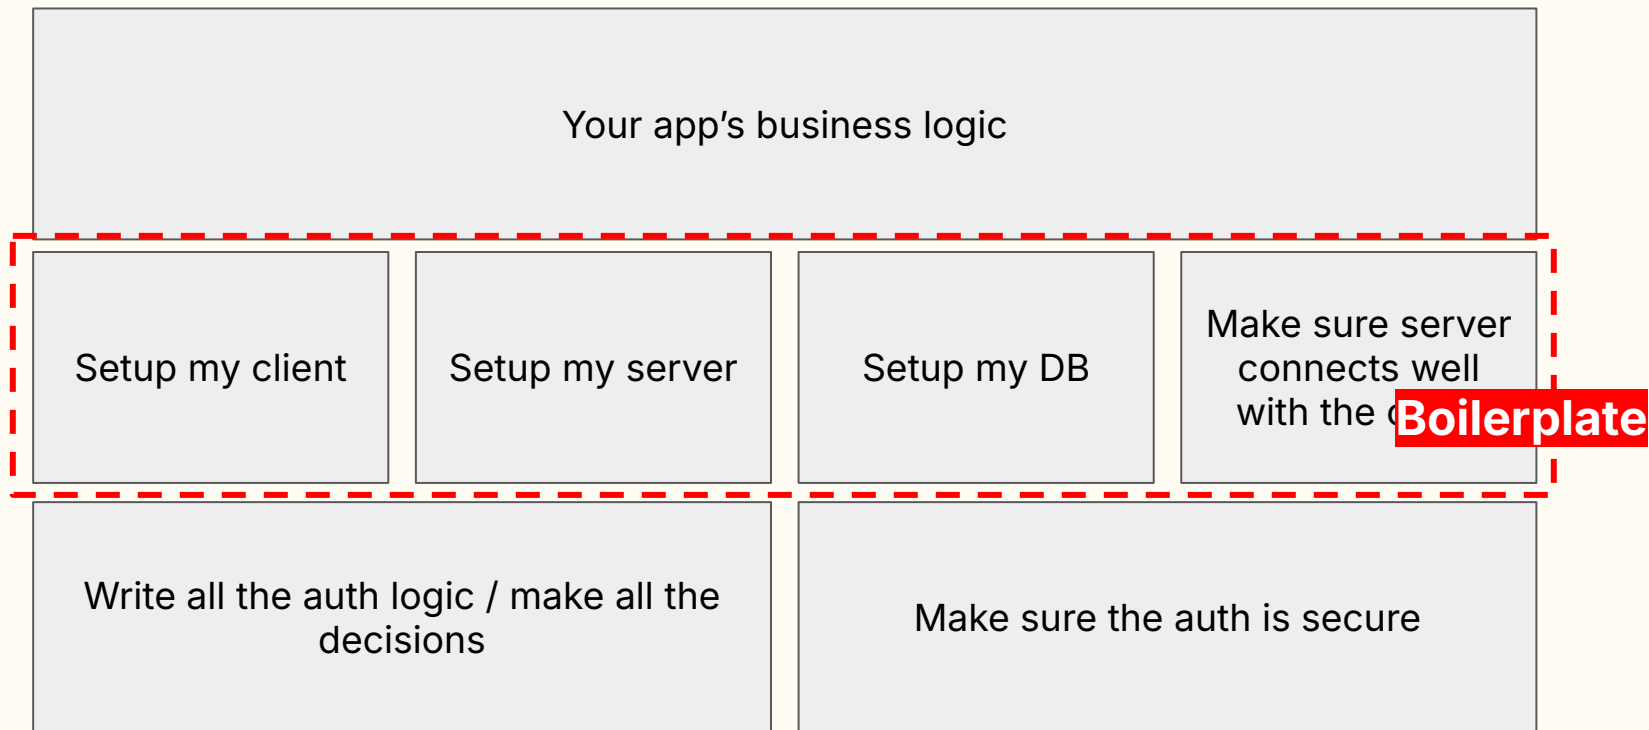 Your app’s business logic
Setup my client
Setup my server
Setup my DB
Make sure server
connects well
with the
Boilerplate
Write all the auth logic / make all the
decisions
Make sure the auth is secure